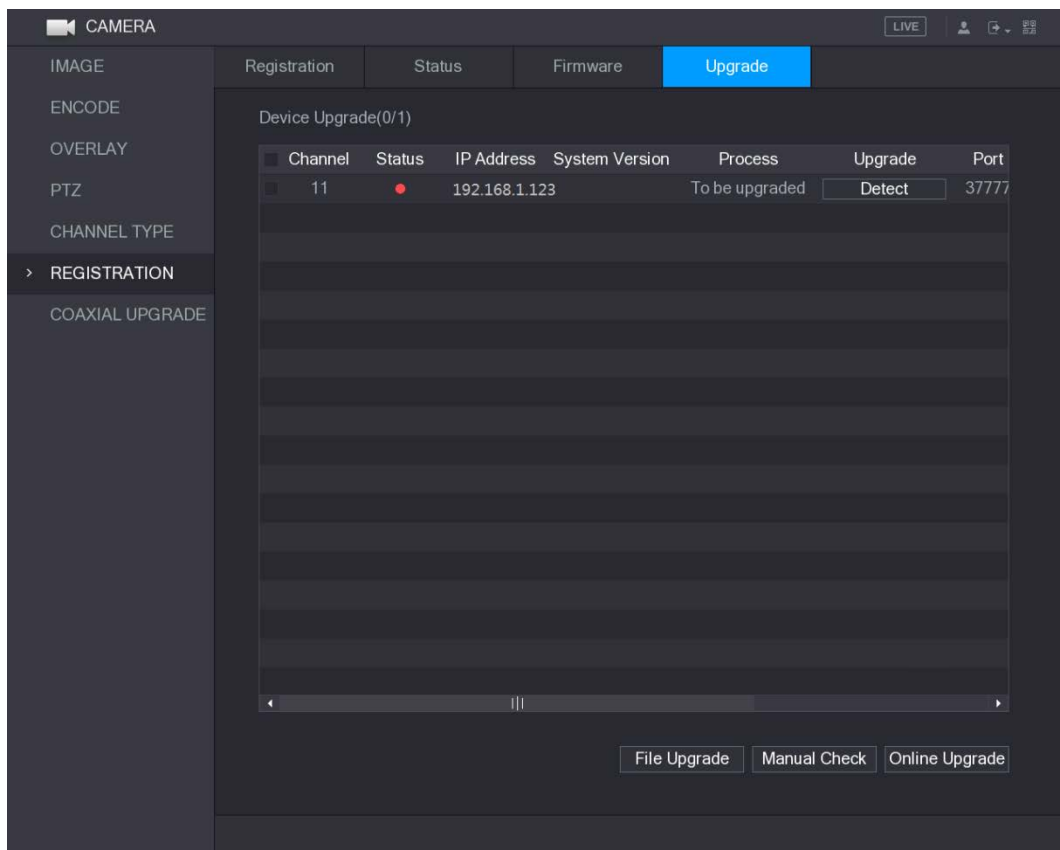 CAMERA
LIVE
IMAGE
ENCODE
OVERLAY
PTZ
CHANNEL TYPE
> REGISTRATION
COAXIAL UPGRADE
Registration Status Firmware Upgrade
Device Upgrade(0/1)
Channel Status IP Address System Version Process Upgrade Port
11 192.168.1.123 To be upgraded Detect 37777
File Upgrade Manual Check Online Upgrade